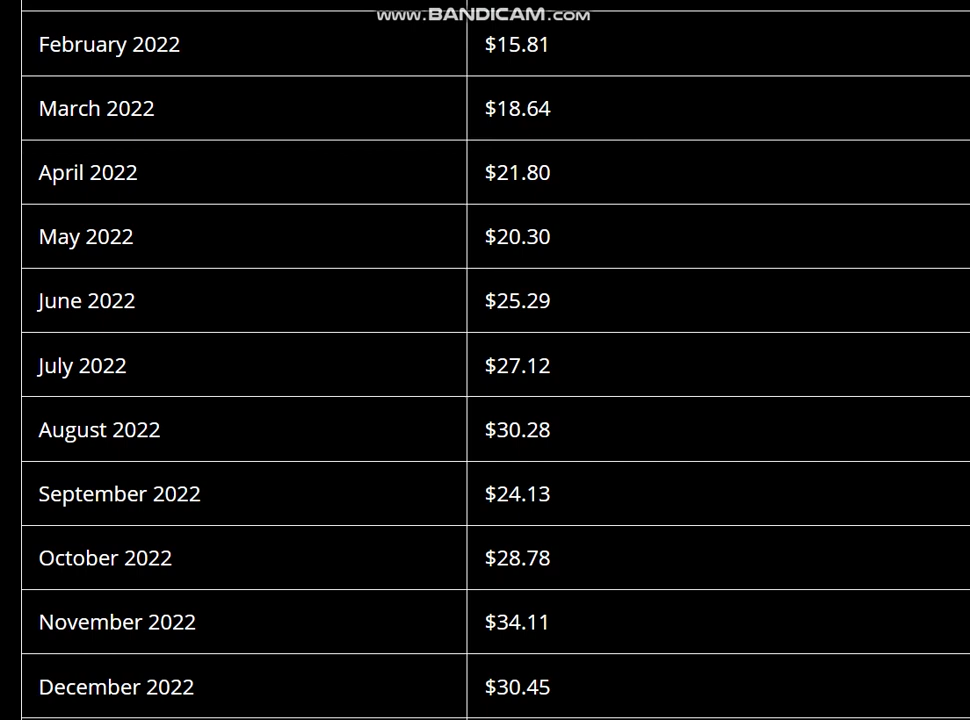 www.BANDICAM.com
February 2022 $15.81
March 2022 $18.64
April 2022 $21.80
May 2022 $20.30
June 2022 $25.29
July 2022 $27.12
August 2022 $30.28
September 2022 $24.13
October 2022 $28.78
November 2022 $34.11
December 2022 $30.45